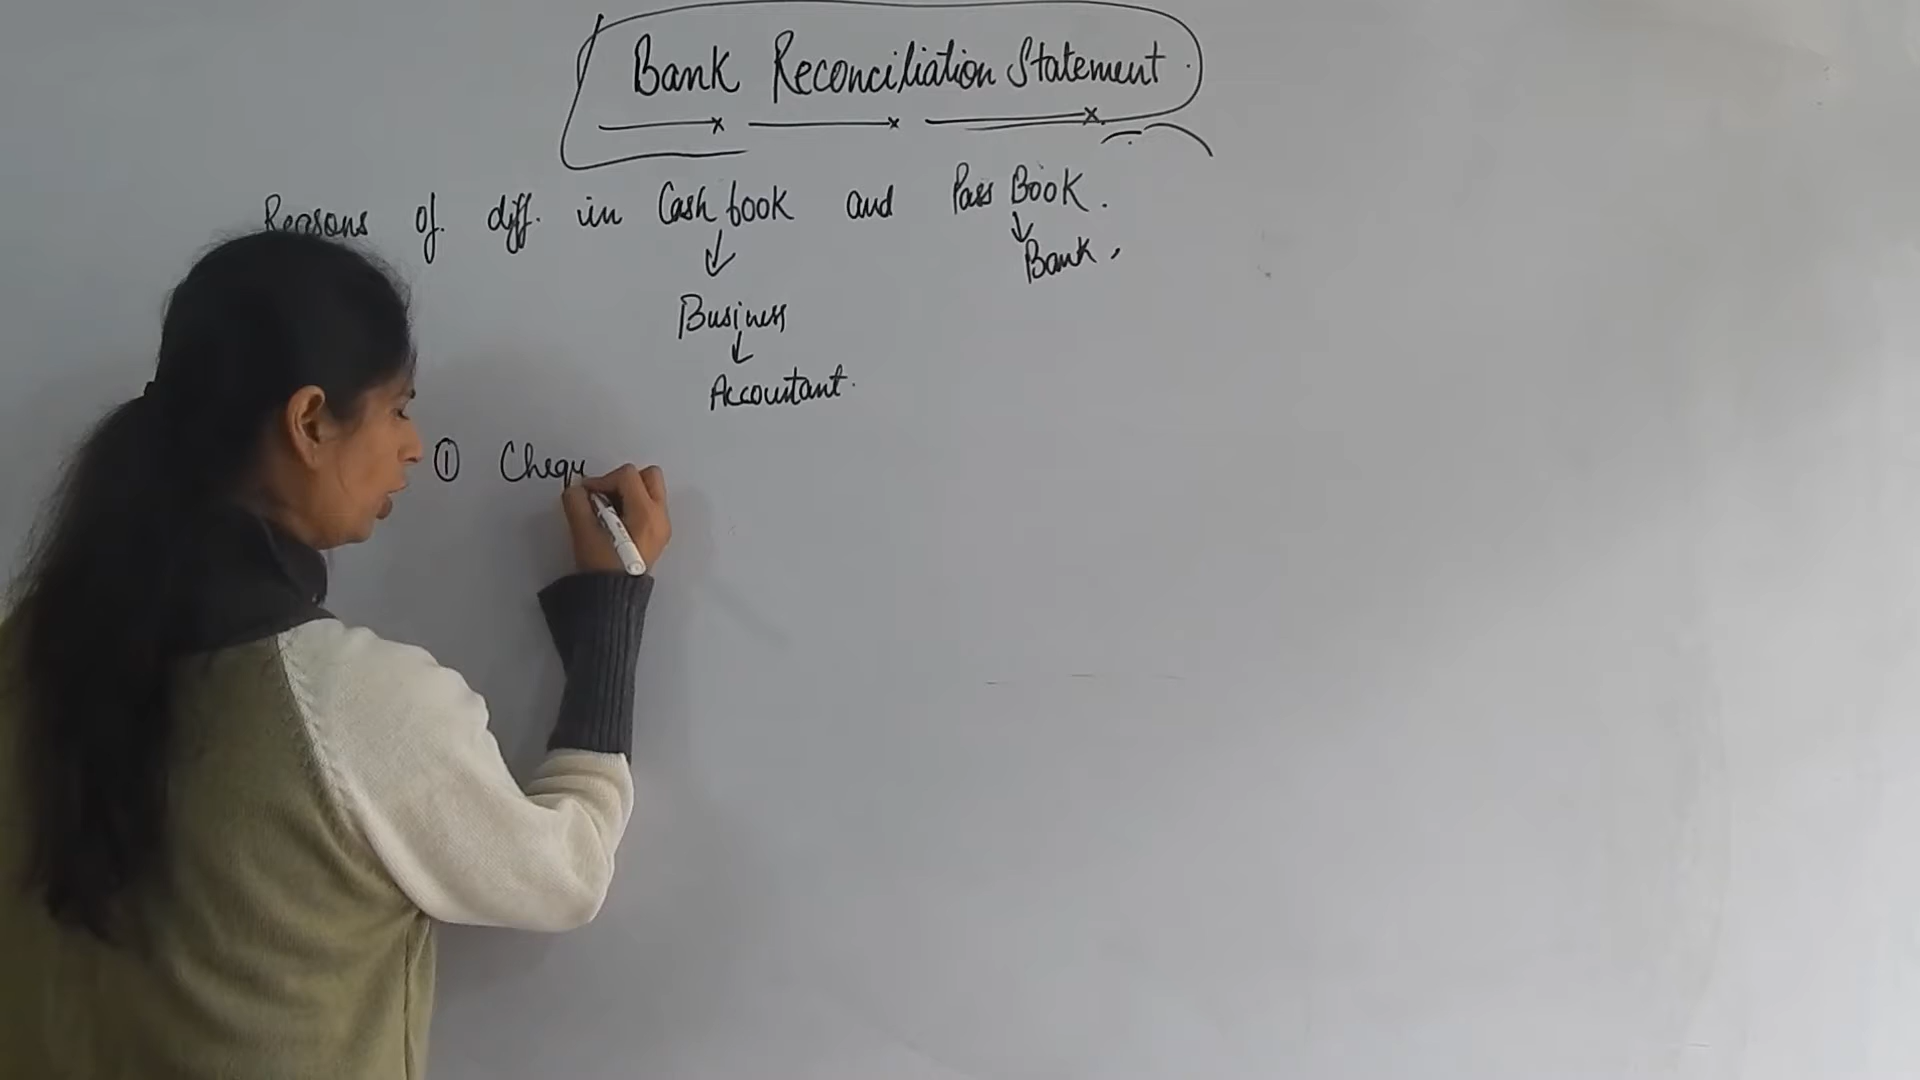 Bank Reconciliation Statement.
Reasons of diff. in Cash book and Pass Book.
Bank,
Business
Accountant.
① Chequ